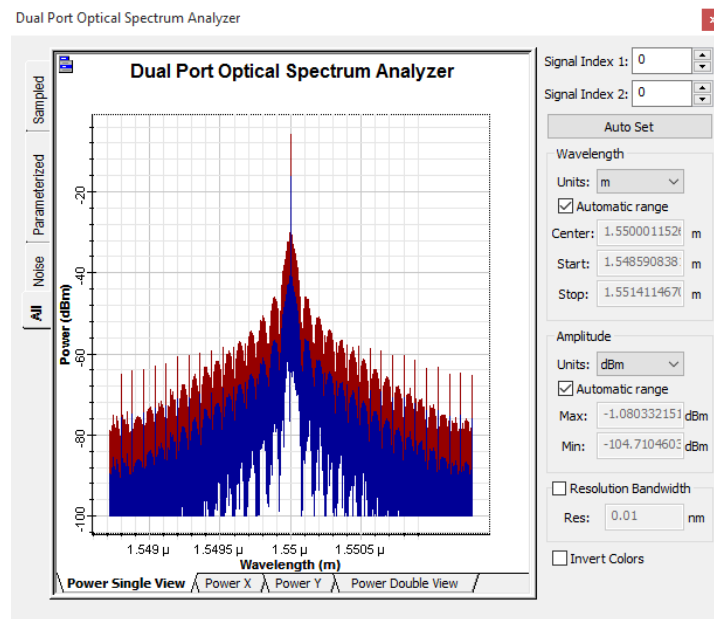 Dual Port Optical Spectrum Analyzer
Dual Port Optical Spectrum Analyzer
Sampled
Parameterized
Noise
All
Power (dBm)
-20
-40
-60
-80
-100
1.549 µ 1.5495 µ 1.55 µ 1.5505 µ
Wavelength (m)
Power Single View Power X Power Y Power Double View
Signal Index 1: 0
Signal Index 2: 0
Auto Set
Wavelength
Units: m
Automatic range
Center: 1.5500011526 m
Start: 1.548590838 m
Stop: 1.5514114670 m
Amplitude
Units: dBm
Automatic range
Max: -1.080332151 dBm
Min: -104.7104603 dBm
Resolution Bandwidth
Res: 0.01 nm
Invert Colors